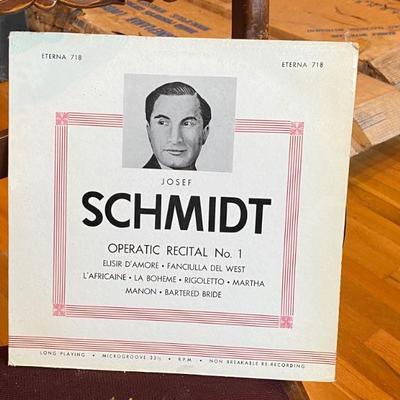 ETERNA 718 ETERNA 718
JOSEF
SCHMIDT
OPERATIC RECITAL No. 1
ELISIR D'AMORE • FANCIULLA DEL WEST
L'AFRICAINE • LA BOHEME • RIGOLETTO • MARTHA
MANON • BARTERED BRIDE
LONG PLAYING • MICROGROOVE 33⅓ • R.P.M. • NON BREAKABLE RE-RECORDING